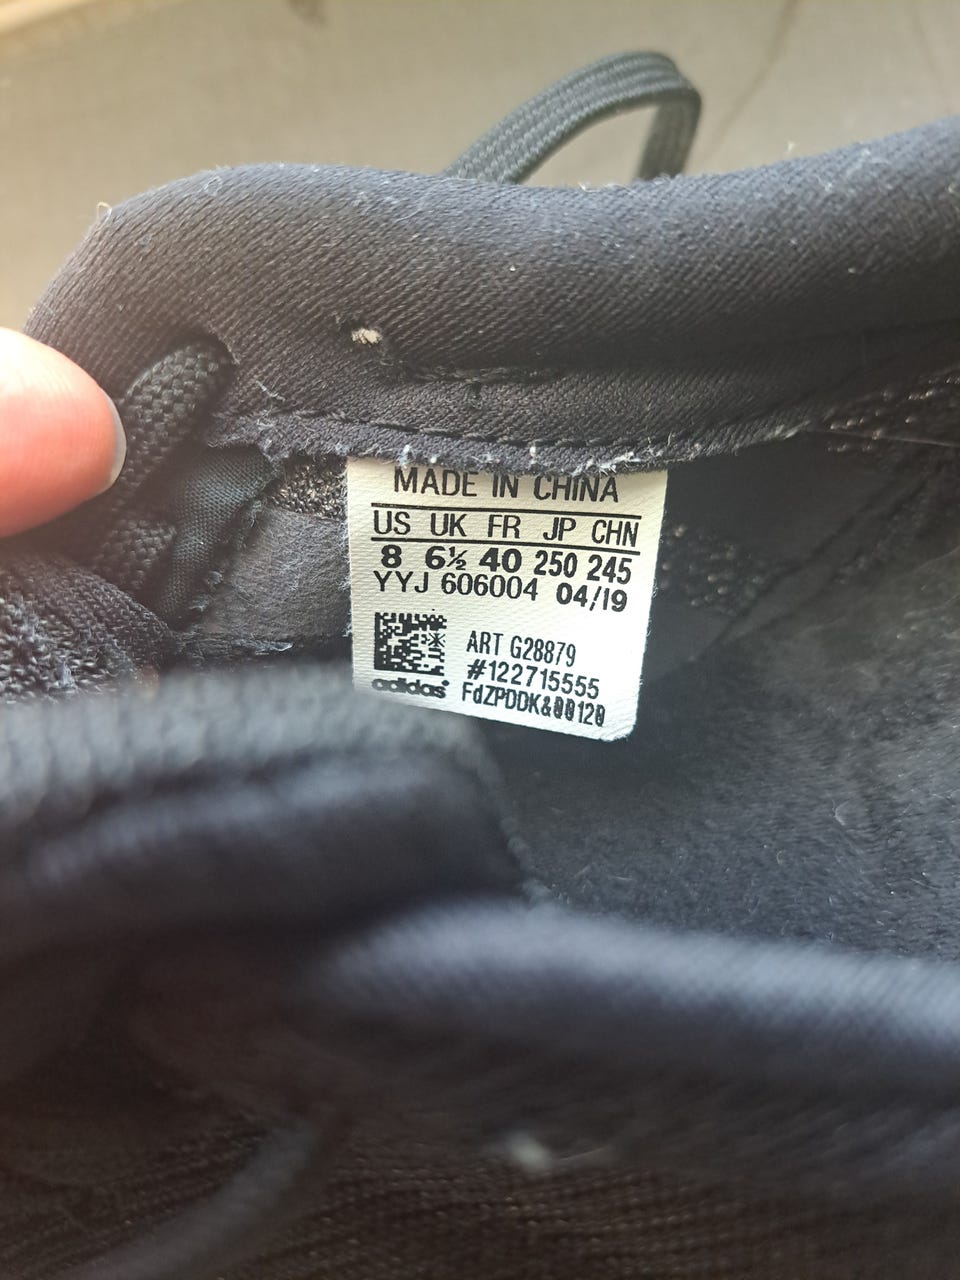 MADE IN CHINA
US UK FR JP CHN
8 6½ 40 250 245
YYJ 606004 04/19
ART G28879
#122715555
adidas FdZPDDK&00120